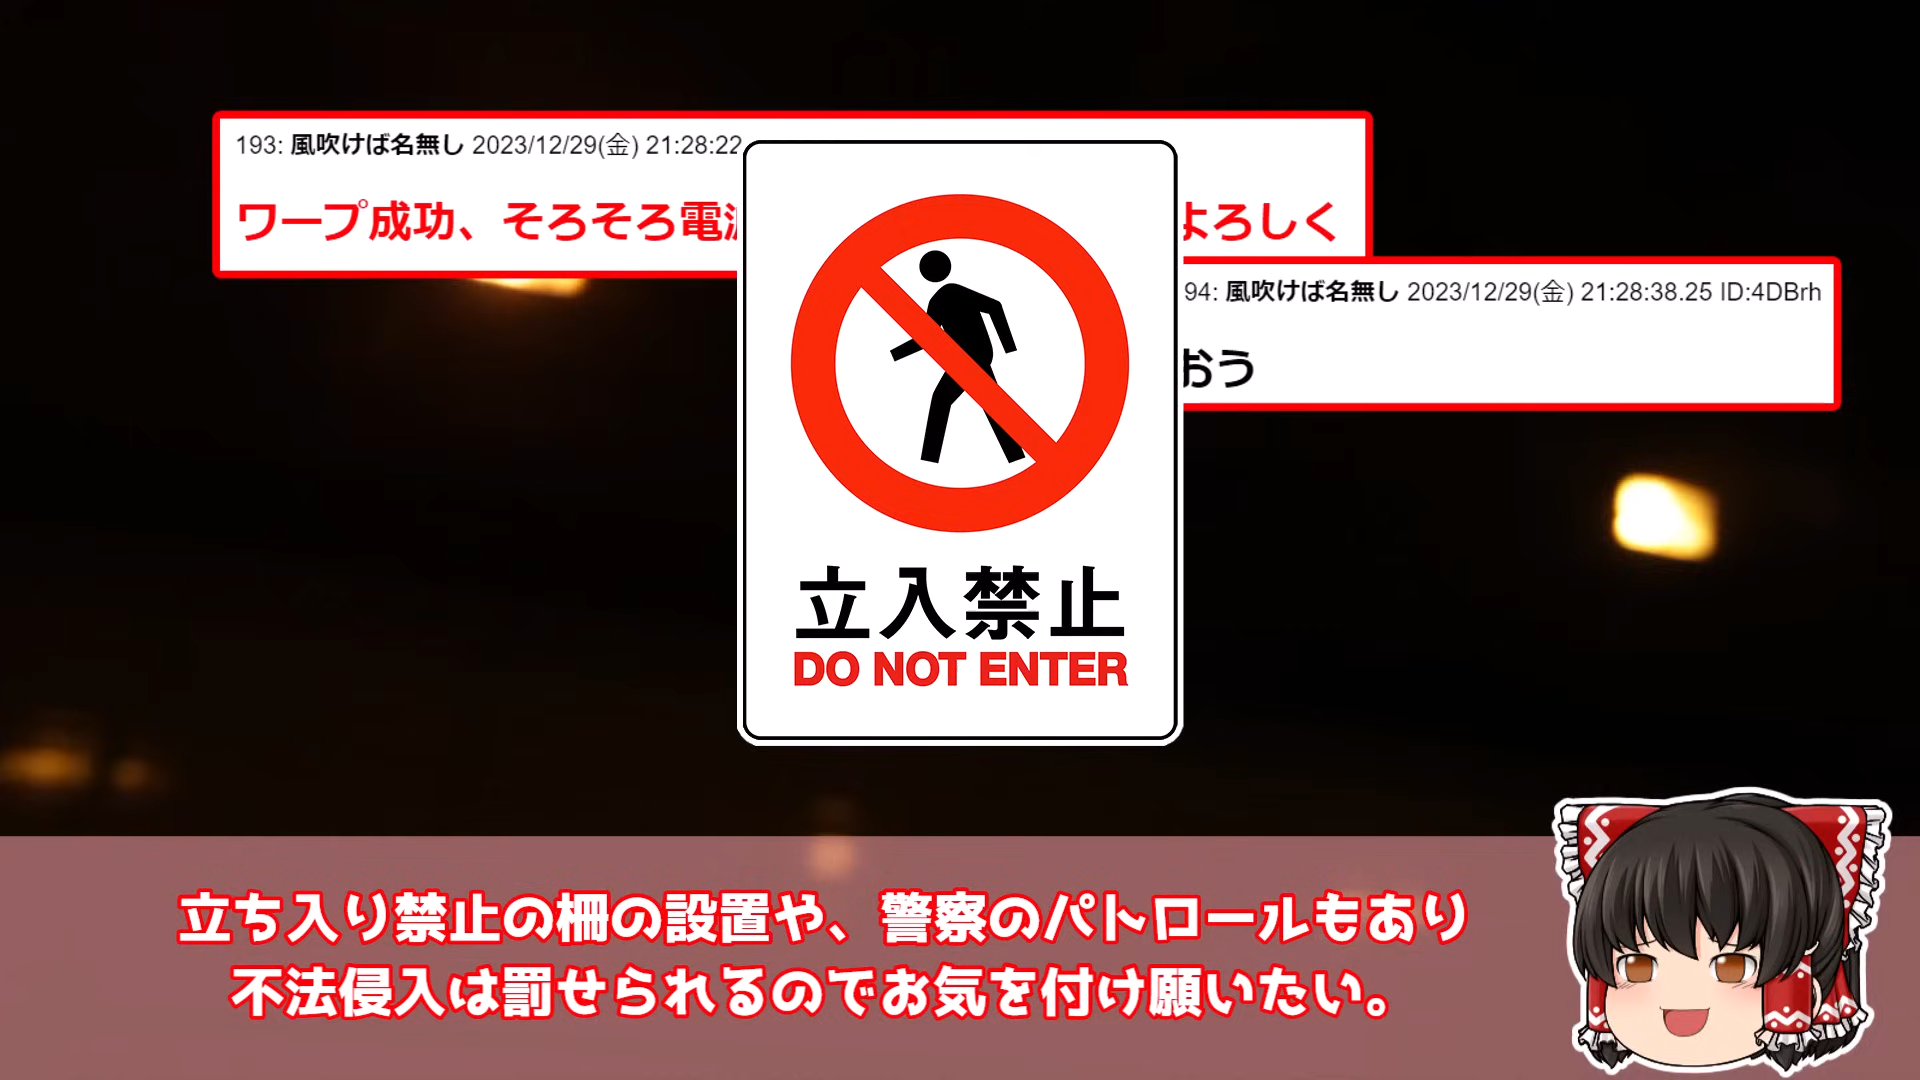 193: 風吹けば名無し 2023/12/29(金) 21:28:22
ワープ成功、そろそろ電
よろしく
94: 風吹けば名無し 2023/12/29(金) 21:28:38.25 ID:4DBrh
おう
立入禁止
DO NOT ENTER
立ち入り禁止の柵の設置や、警察のパトロールもあり
不法侵入は罰せられるのでお気を付け願いたい。